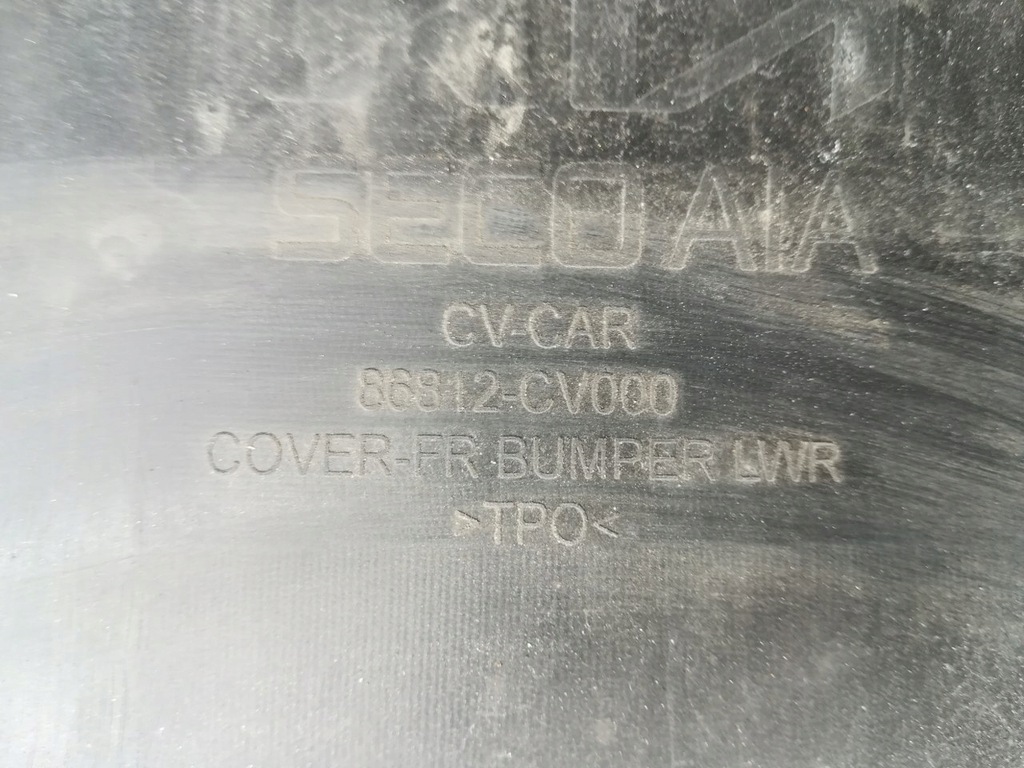 SECO AIA
CV-CAR
86812-CV000
COVER-FR BUMPER LWR
>TPO<